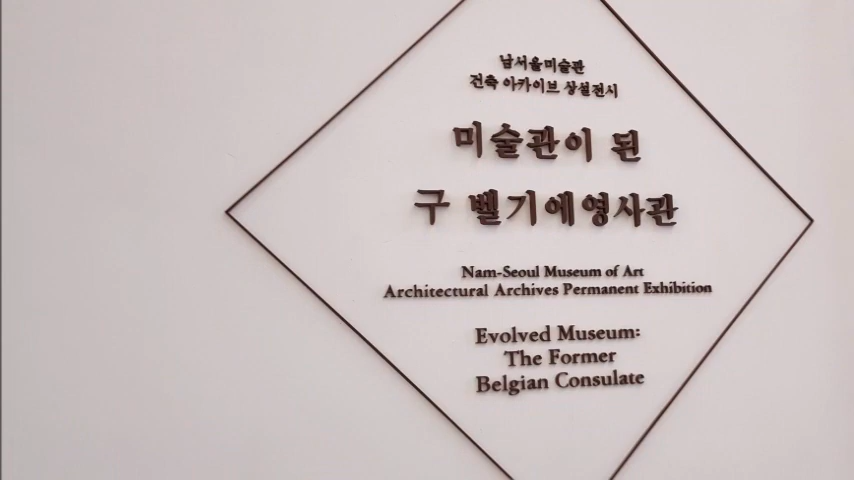 남서울미술관
건축 아카이브 상설전시
미술관이 된
구 벨기에영사관
Nam-Seoul Museum of Art
Architectural Archives Permanent Exhibition
Evolved Museum:
The Former
Belgian Consulate